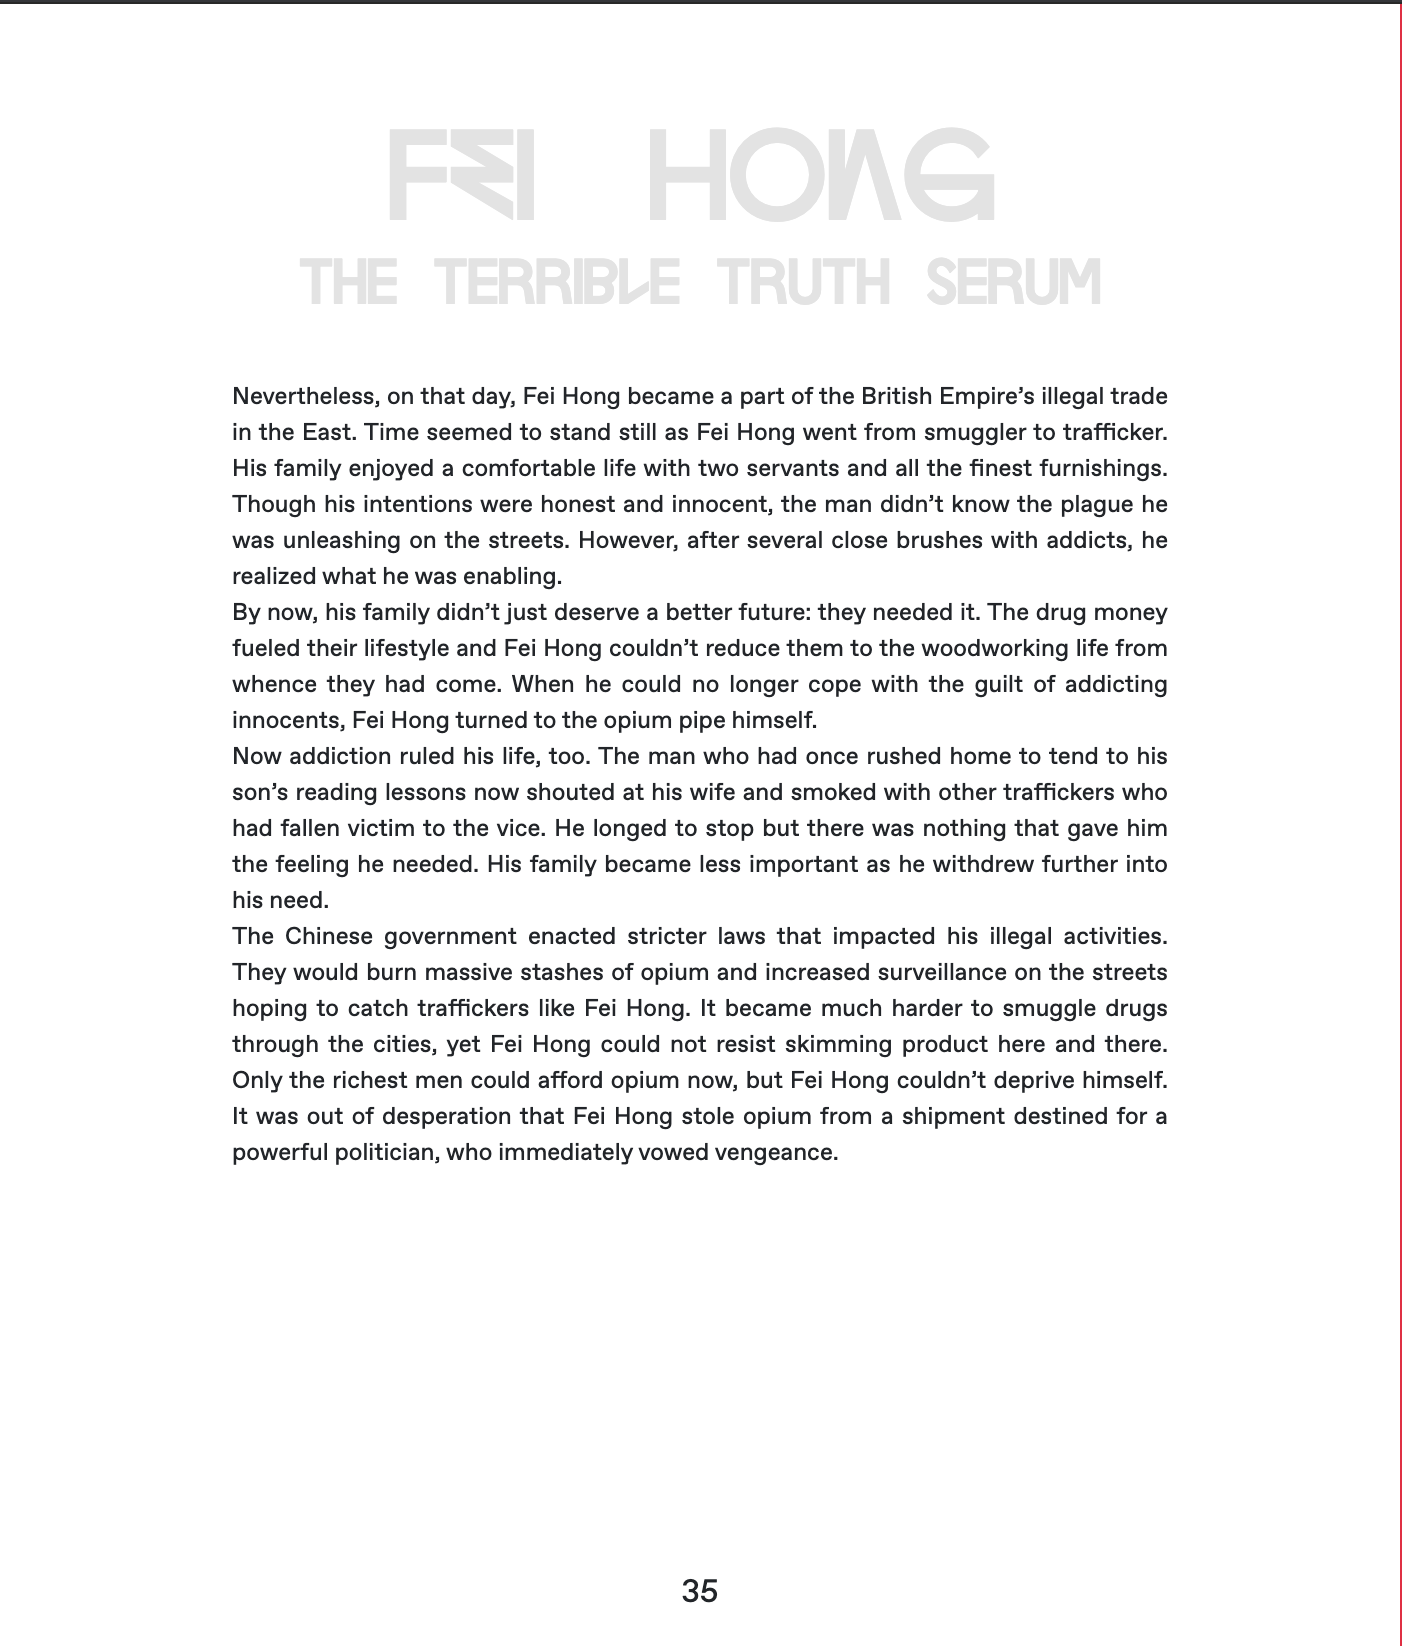 FEI HONG
THE TERRIBLE TRUTH SERUM
Nevertheless, on that day, Fei Hong became a part of the British Empire’s illegal trade
in the East. Time seemed to stand still as Fei Hong went from smuggler to trafficker.
His family enjoyed a comfortable life with two servants and all the finest furnishings.
Though his intentions were honest and innocent, the man didn’t know the plague he
was unleashing on the streets. However, after several close brushes with addicts, he
realized what he was enabling.
By now, his family didn’t just deserve a better future: they needed it. The drug money
fueled their lifestyle and Fei Hong couldn’t reduce them to the woodworking life from
whence they had come. When he could no longer cope with the guilt of addicting
innocents, Fei Hong turned to the opium pipe himself.
Now addiction ruled his life, too. The man who had once rushed home to tend to his
son’s reading lessons now shouted at his wife and smoked with other traffickers who
had fallen victim to the vice. He longed to stop but there was nothing that gave him
the feeling he needed. His family became less important as he withdrew further into
his need.
The Chinese government enacted stricter laws that impacted his illegal activities.
They would burn massive stashes of opium and increased surveillance on the streets
hoping to catch traffickers like Fei Hong. It became much harder to smuggle drugs
through the cities, yet Fei Hong could not resist skimming product here and there.
Only the richest men could afford opium now, but Fei Hong couldn’t deprive himself.
It was out of desperation that Fei Hong stole opium from a shipment destined for a
powerful politician, who immediately vowed vengeance.
35